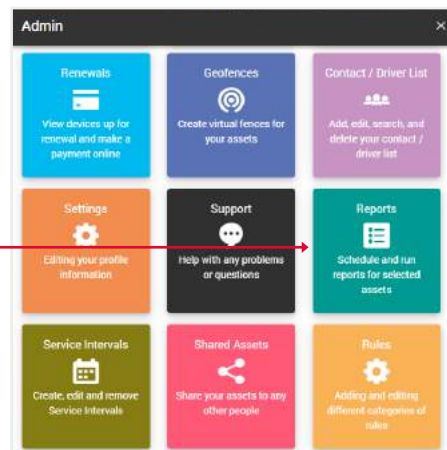 Admin ×
Renewals
View devices up for
renewal and make a
payment online
Geofences
Create virtual fences for
your assets
Contact / Driver List
Add, edit, search, and
delete your contact /
driver list
Settings
Editing your profile
information
Support
Help with any problems
or questions
Reports
Schedule and run
reports for selected
assets
Service Intervals
Create, edit and remove
Service Intervals
Shared Assets
Share your assets to any
other people
Rules
Adding and editing
different categories of
rules